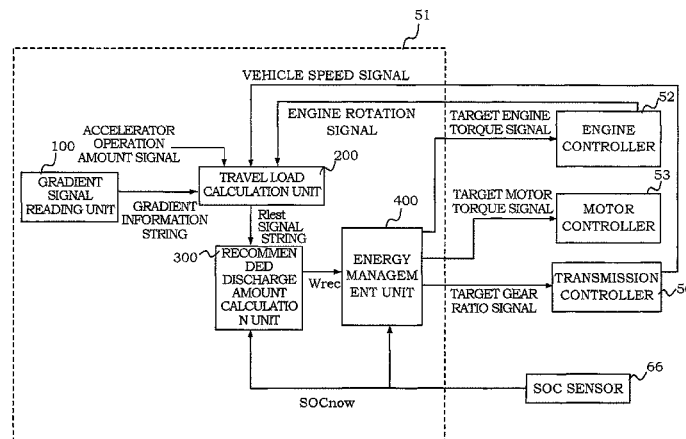 51
VEHICLE SPEED SIGNAL
52
ENGINE ROTATION
SIGNAL
TARGET ENGINE
TORQUE SIGNAL
ENGINE
CONTROLLER
ACCELERATOR
OPERATION
AMOUNT SIGNAL
100
GRADIENT SIGNAL
READING UNIT
200
TRAVEL LOAD
CALCULATION UNIT
GRADIENT
INFORMATION
STRING
53
TARGET MOTOR
TORQUE SIGNAL
MOTOR
CONTROLLER
Rlest
SIGNAL
STRING
400
300
RECOMMEN
DED
DISCHARGE
AMOUNT
CALCULATIO
N UNIT
Wrec
ENERGY
MANAGEM
ENT UNIT
TARGET GEAR
RATIO SIGNAL
TRANSMISSION
CONTROLLER
66
SOC SENSOR
SOCnow